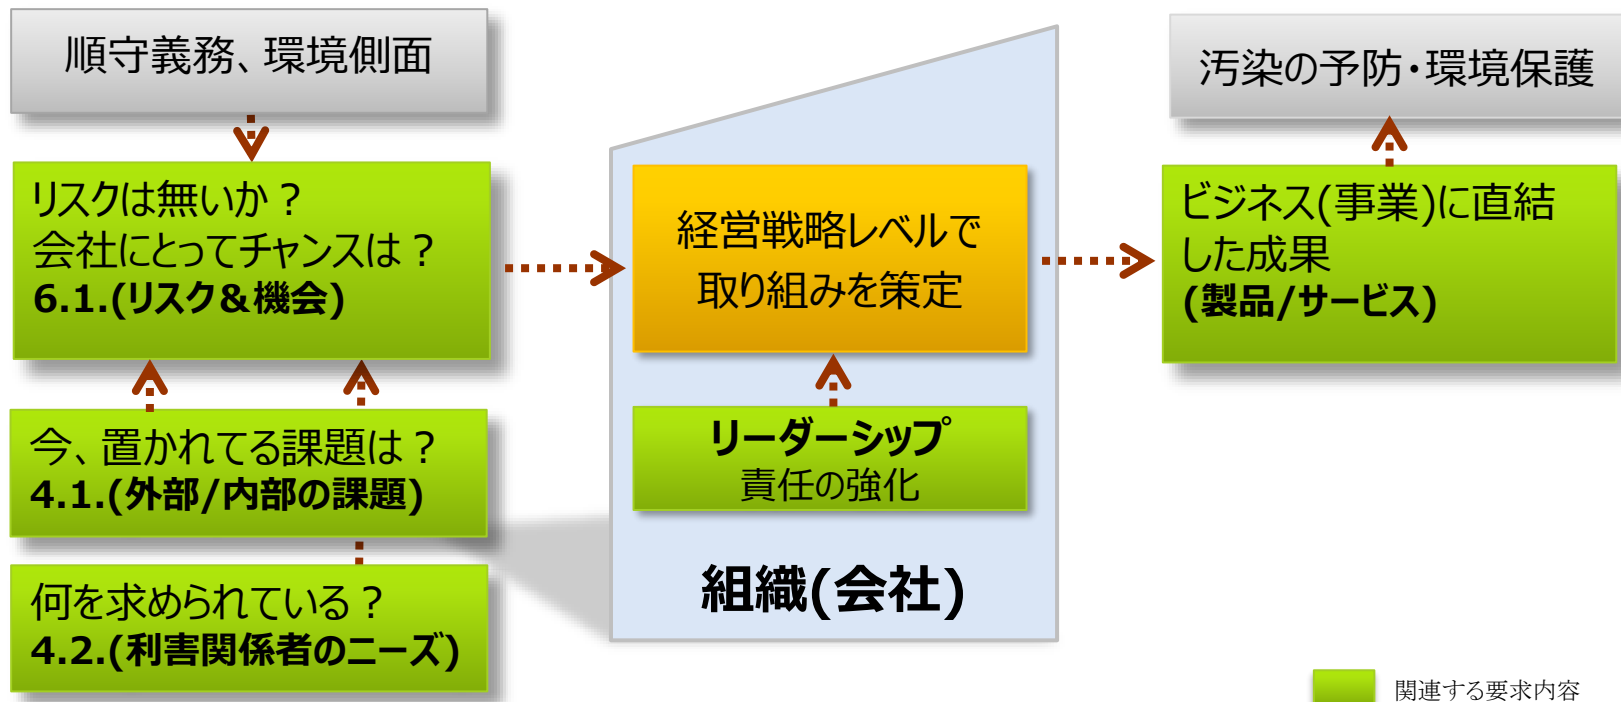 順守義務、環境側面
リスクは無いか？
会社にとってチャンスは？
6.1.(リスク＆機会)
今、置かれてる課題は？
4.1.(外部/内部の課題)
何を求められている？
4.2.(利害関係者のニーズ)
経営戦略レベルで
取り組みを策定
リーダーシップ
責任の強化
組織(会社)
汚染の予防・環境保護
ビジネス(事業)に直結
した成果
(製品/サービス)
関連する要求内容